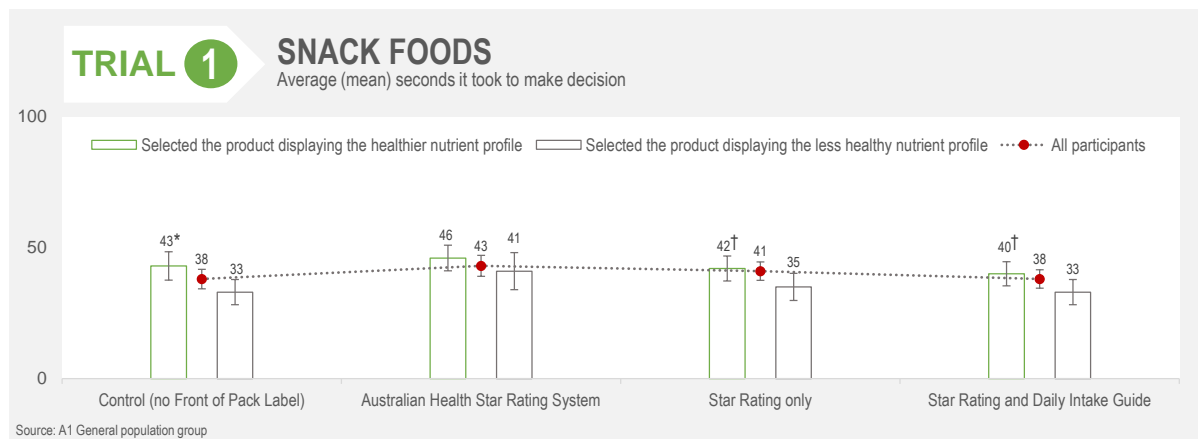 TRIAL 1
SNACK FOODS
Average (mean) seconds it took to make decision
100
Selected the product displaying the healthier nutrient profile Selected the product displaying the less healthy nutrient profile All participants
50
0
43* 38 33
46 43 41
42† 41 35
40† 38 33
Control (no Front of Pack Label) Australian Health Star Rating System Star Rating only Star Rating and Daily Intake Guide
Source: A1 General population group